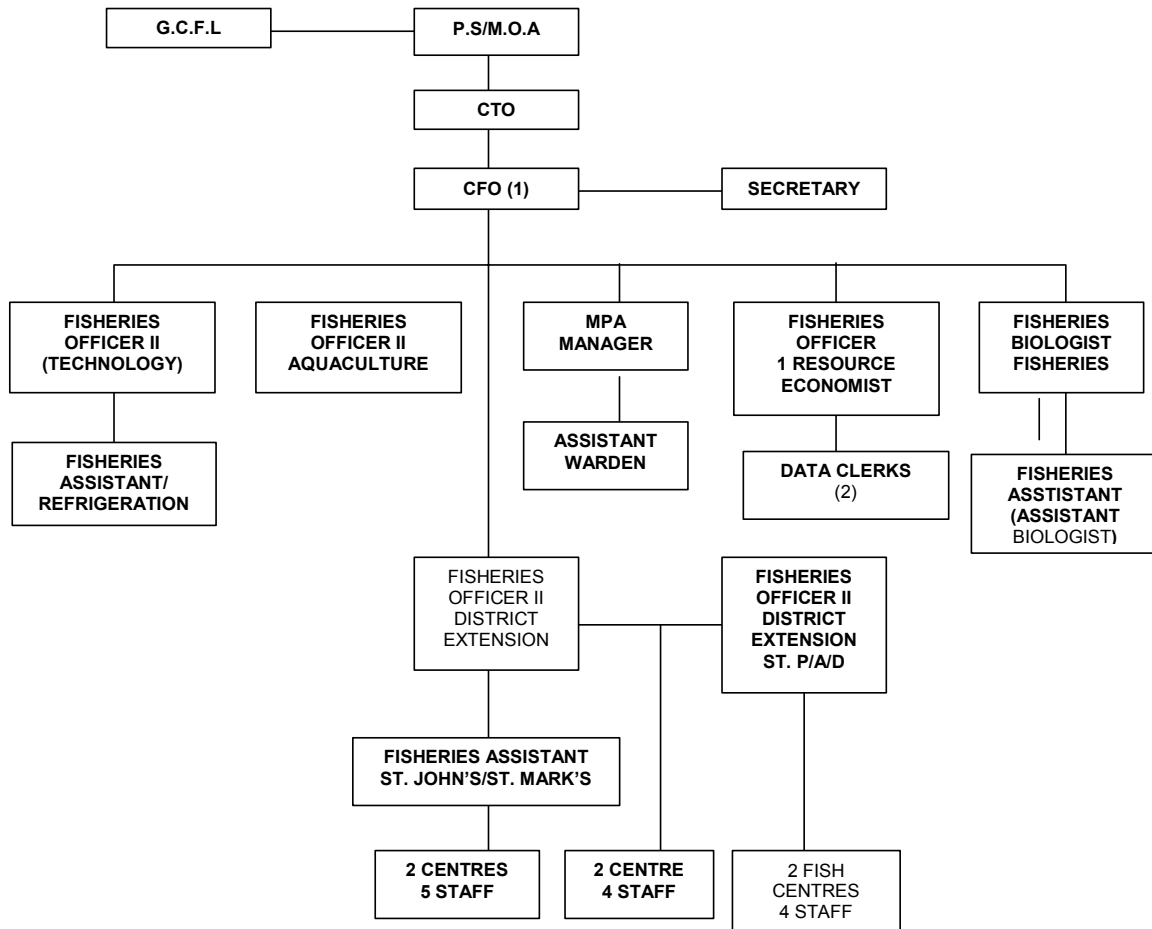 G.C.F.L
P.S/M.O.A
CTO
CFO (1)
SECRETARY
FISHERIES
OFFICER II
(TECHNOLOGY)
FISHERIES
OFFICER II
AQUACULTURE
MPA
MANAGER
FISHERIES
OFFICER
1 RESOURCE
ECONOMIST
FISHERIES
BIOLOGIST
FISHERIES
FISHERIES
ASSISTANT/
REFRIGERATION
ASSISTANT
WARDEN
DATA CLERKS
(2)
FISHERIES
ASSTISTANT
(ASSISTANT
BIOLOGIST)
FISHERIES
OFFICER II
DISTRICT
EXTENSION
FISHERIES
OFFICER II
DISTRICT
EXTENSION
ST. P/A/D
FISHERIES ASSISTANT
ST. JOHN’S/ST. MARK’S
2 CENTRES
5 STAFF
2 CENTRE
4 STAFF
2 FISH
CENTRES
4 STAFF